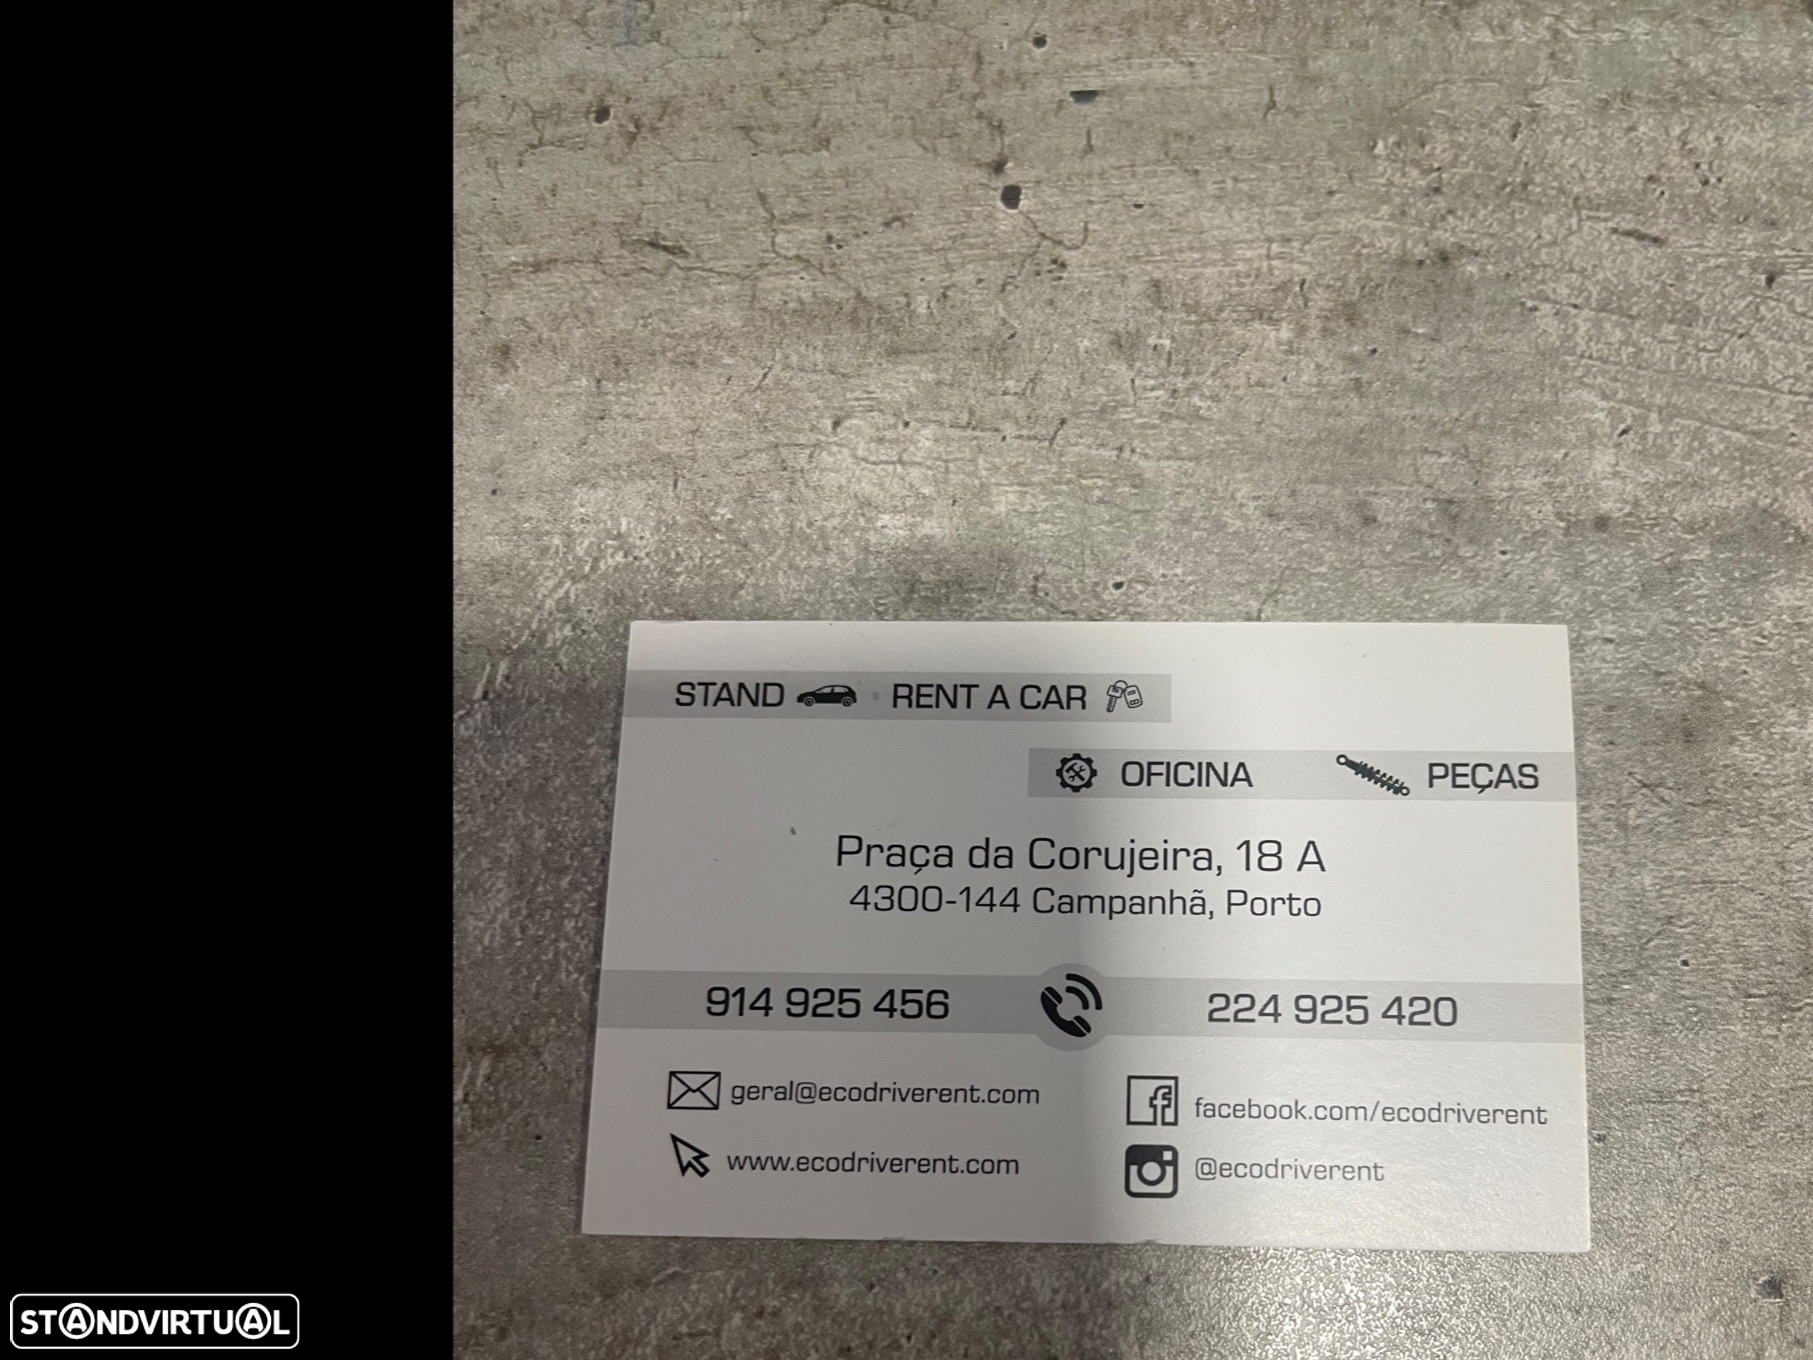 STAND RENT A CAR
OFICINA PEÇAS
Praça da Corujeira, 18 A
4300-144 Campanhã, Porto
914 925 456 224 925 420
geral@ecodriverent.com
facebook.com/ecodriverent
www.ecodriverent.com
@ecodriverent
STANDVIRTUAL